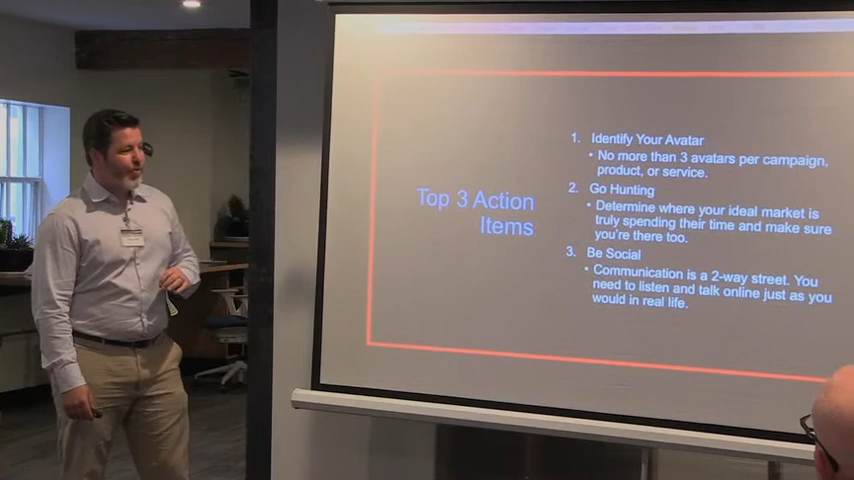 Top 3 Action
Items
1. Identify Your Avatar
• No more than 3 avatars per campaign,
product, or service.
2. Go Hunting
• Determine where your ideal market is
truly spending their time and make sure
you're there too.
3. Be Social
• Communication is a 2-way street. You
need to listen and talk online just as you
would in real life.